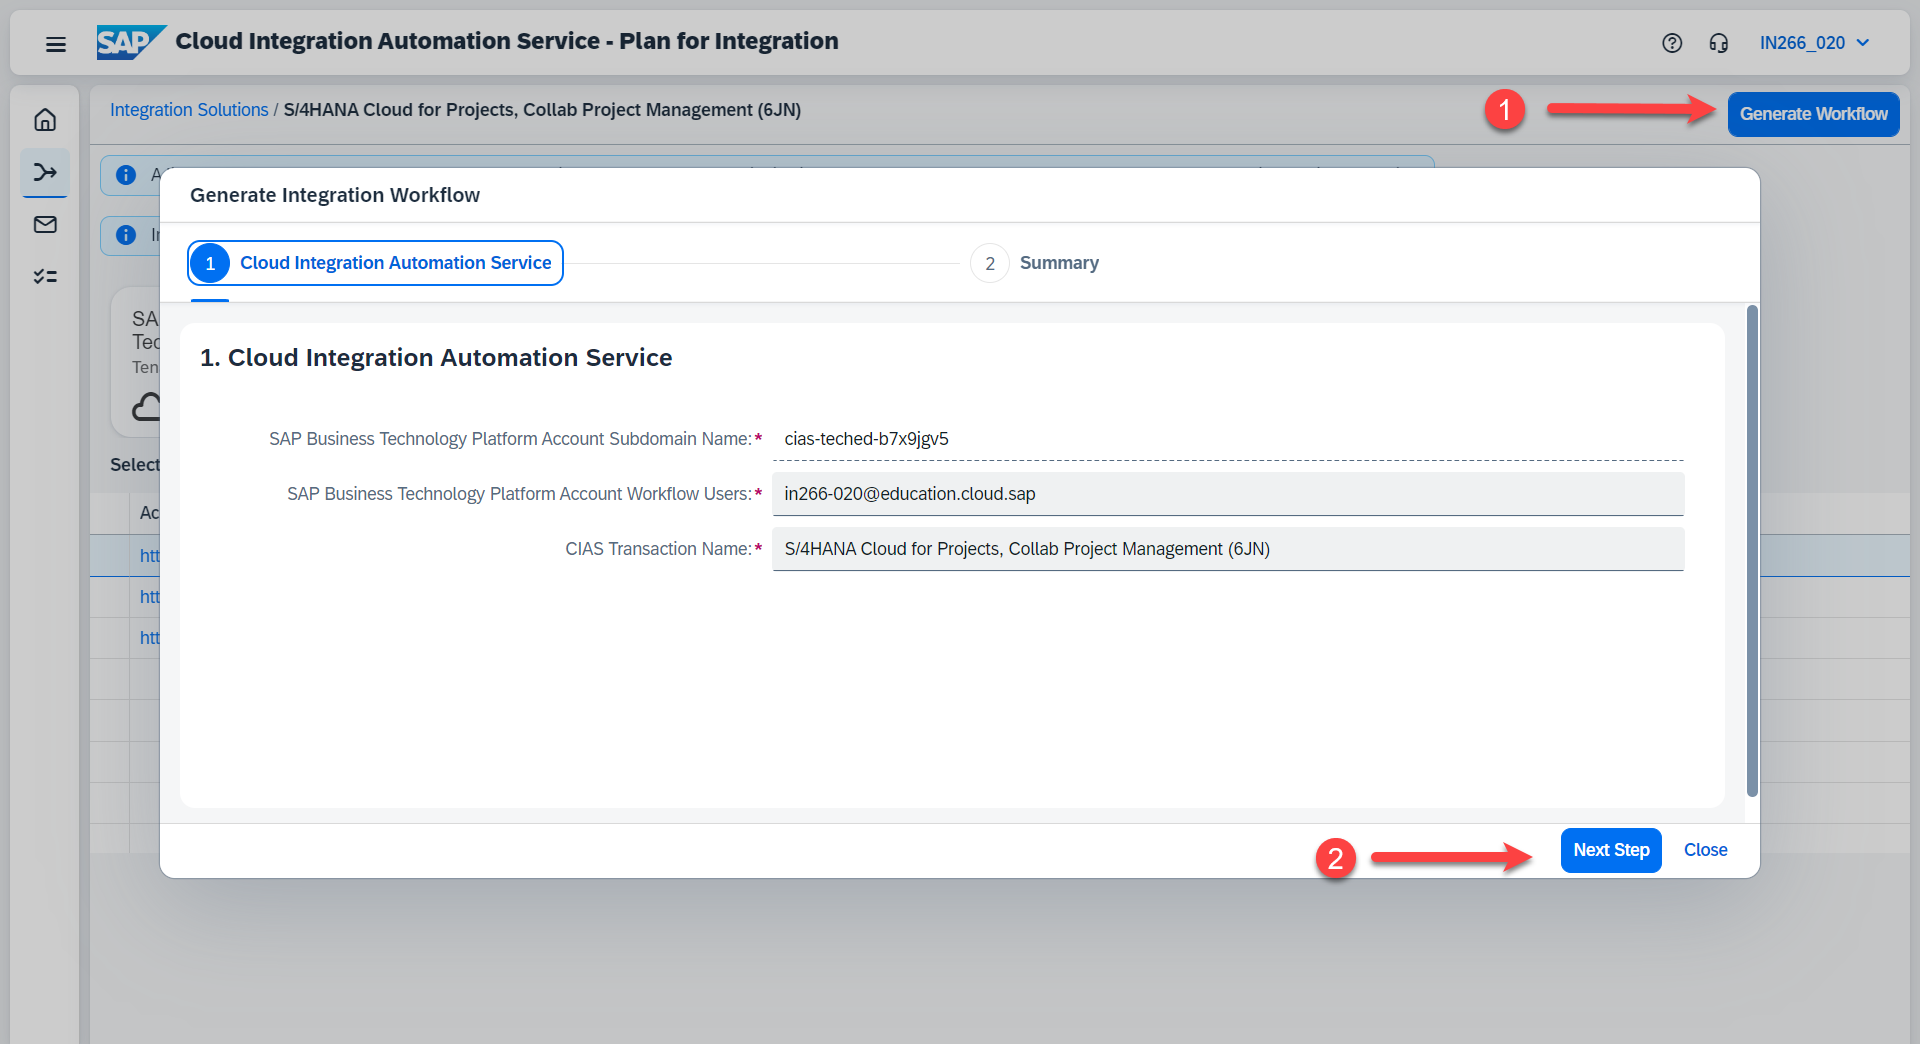 SAP Cloud Integration Automation Service - Plan for Integration
IN266_020
Integration Solutions / S/4HANA Cloud for Projects, Collab Project Management (6JN)
1
Generate Workflow
Generate Integration Workflow
1 Cloud Integration Automation Service
2 Summary
SA
Tec
Ten
Select
Ac
htt
htt
htt
1. Cloud Integration Automation Service
SAP Business Technology Platform Account Subdomain Name:* cias-teched-b7x9jgv5
SAP Business Technology Platform Account Workflow Users:* in266-020@education.cloud.sap
CIAS Transaction Name:* S/4HANA Cloud for Projects, Collab Project Management (6JN)
2
Next Step
Close